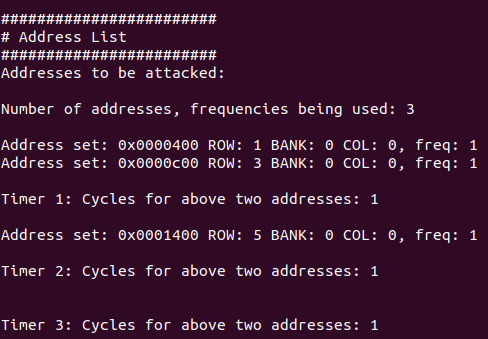 ########################
# Address List
########################
Addresses to be attacked:
Number of addresses, frequencies being used: 3
Address set: 0x0000400 ROW: 1 BANK: 0 COL: 0, freq: 1
Address set: 0x0000c00 ROW: 3 BANK: 0 COL: 0, freq: 1
Timer 1: Cycles for above two addresses: 1
Address set: 0x0001400 ROW: 5 BANK: 0 COL: 0, freq: 1
Timer 2: Cycles for above two addresses: 1
Timer 3: Cycles for above two addresses: 1